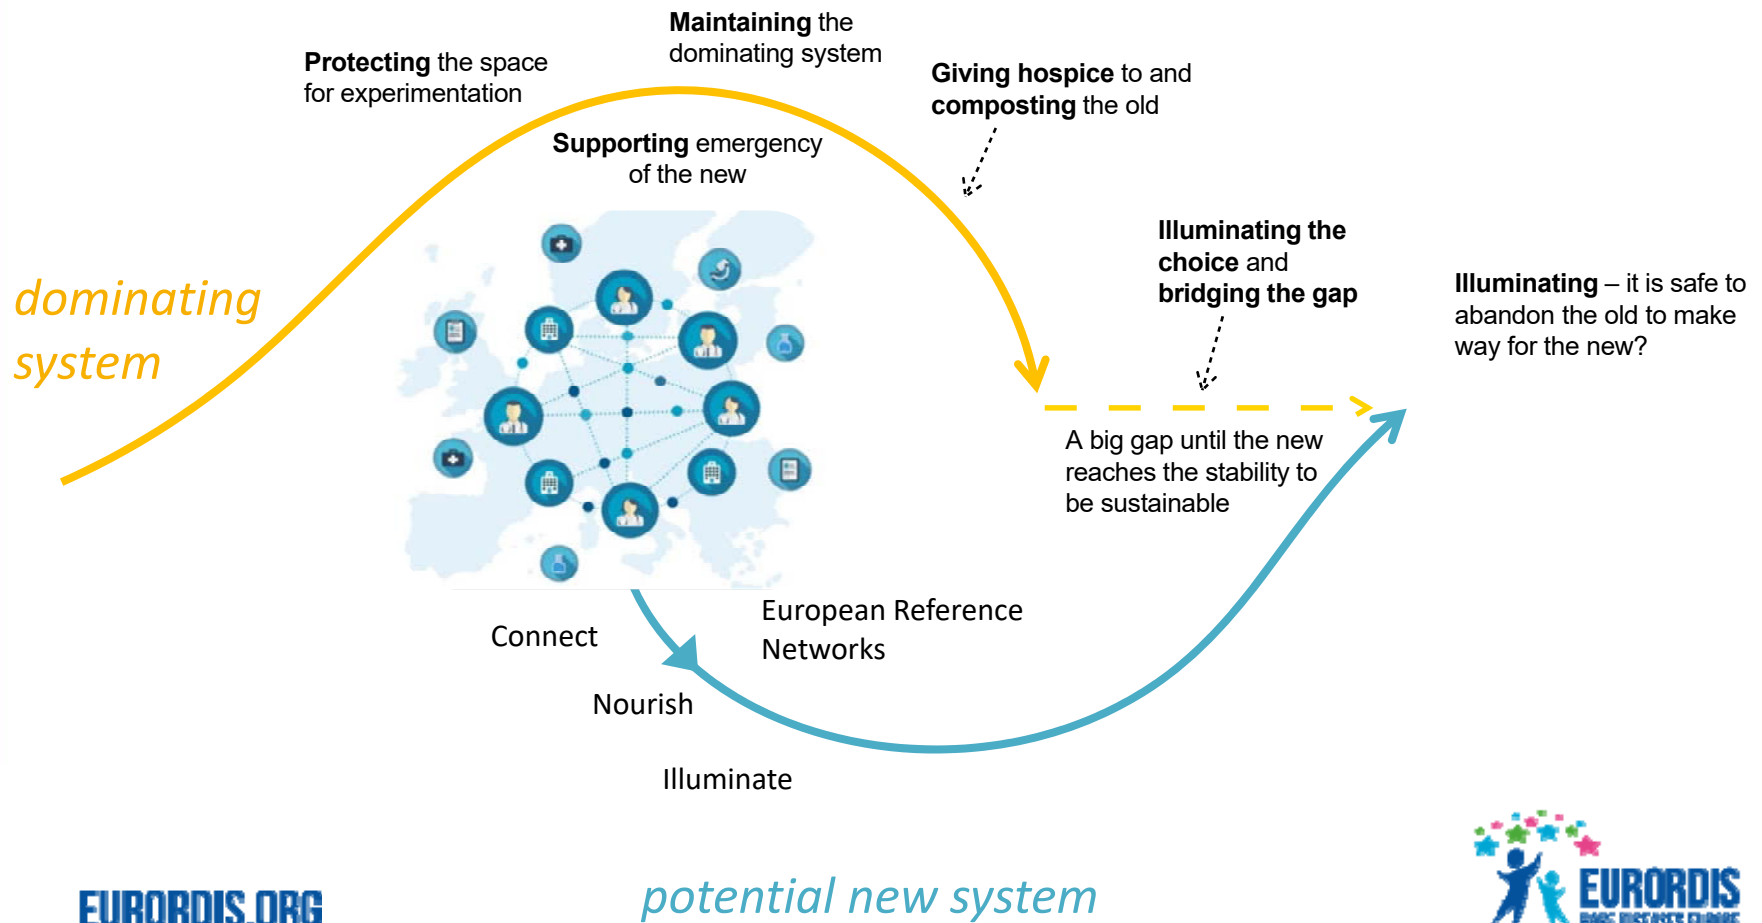 Maintaining the
dominating system
Protecting the space
for experimentation
Giving hospice to and
composting the old
Supporting emergency
of the new
Illuminating the
choice and
bridging the gap
Illuminating – it is safe to
abandon the old to make
way for the new?
dominating
system
A big gap until the new
reaches the stability to
be sustainable
European Reference
Networks
Connect
Nourish
Illuminate
potential new system
EURORDIS.ORG
EURORDIS
RARE DISEASES EUROPE